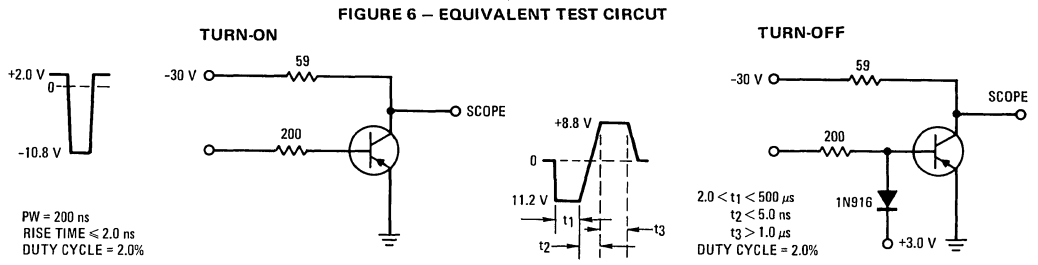 FIGURE 6 — EQUIVALENT TEST CIRCUT
TURN-ON
+2.0 V
0
-10.8 V
PW = 200 ns
RISE TIME ≤ 2.0 ns
DUTY CYCLE = 2.0%
-30 V
59
SCOPE
200
TURN-OFF
+8.8 V
0
11.2 V
t1
t2
t3
-30 V
59
SCOPE
200
1N916
+3.0 V
2.0 < t1 < 500 μs
t2 < 5.0 ns
t3 > 1.0 μs
DUTY CYCLE = 2.0%